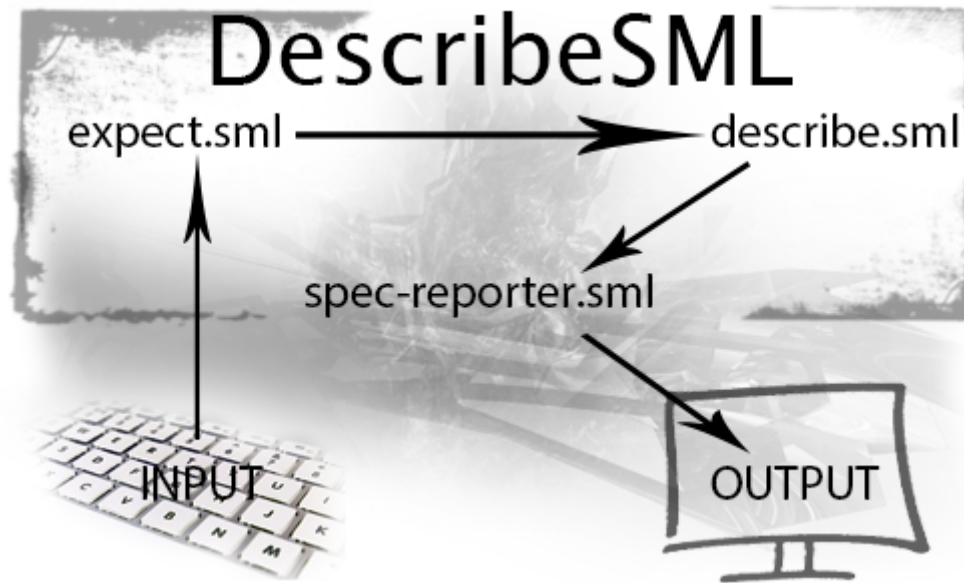 DescribeSML
expect.sml
describe.sml
spec-reporter.sml
INPUT
OUTPUT